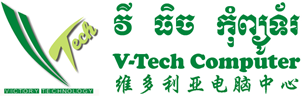 V Tech
VICTORY TECHNOLOGY
វី ធិច កុំព្យូទ័រ
V-Tech Computer
维多利亚电脑中心